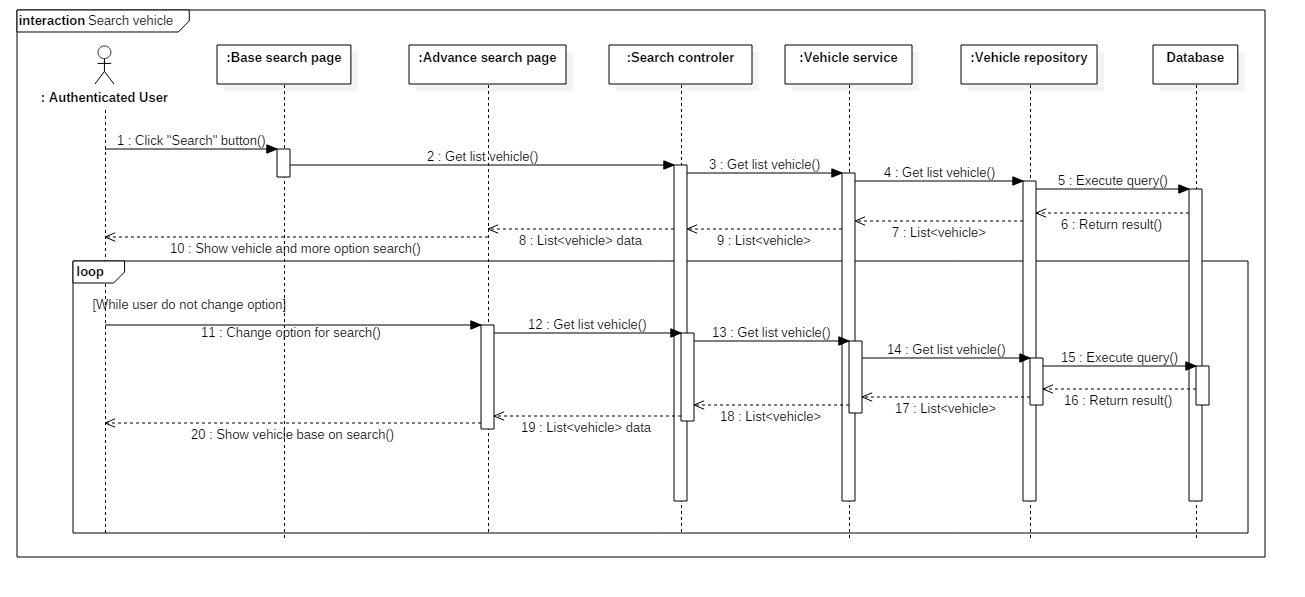 interaction Search vehicle
: Authenticated User
:Base search page
:Advance search page
:Search controler
:Vehicle service
:Vehicle repository
Database
1 : Click "Search" button()
2 : Get list vehicle()
3 : Get list vehicle()
4 : Get list vehicle()
5 : Execute query()
6 : Return result()
7 : List<vehicle>
8 : List<vehicle> data
9 : List<vehicle>
10 : Show vehicle and more option search()
loop
[While user do not change option]
11 : Change option for search()
12 : Get list vehicle()
13 : Get list vehicle()
14 : Get list vehicle()
15 : Execute query()
16 : Return result()
17 : List<vehicle>
18 : List<vehicle>
19 : List<vehicle> data
20 : Show vehicle base on search()